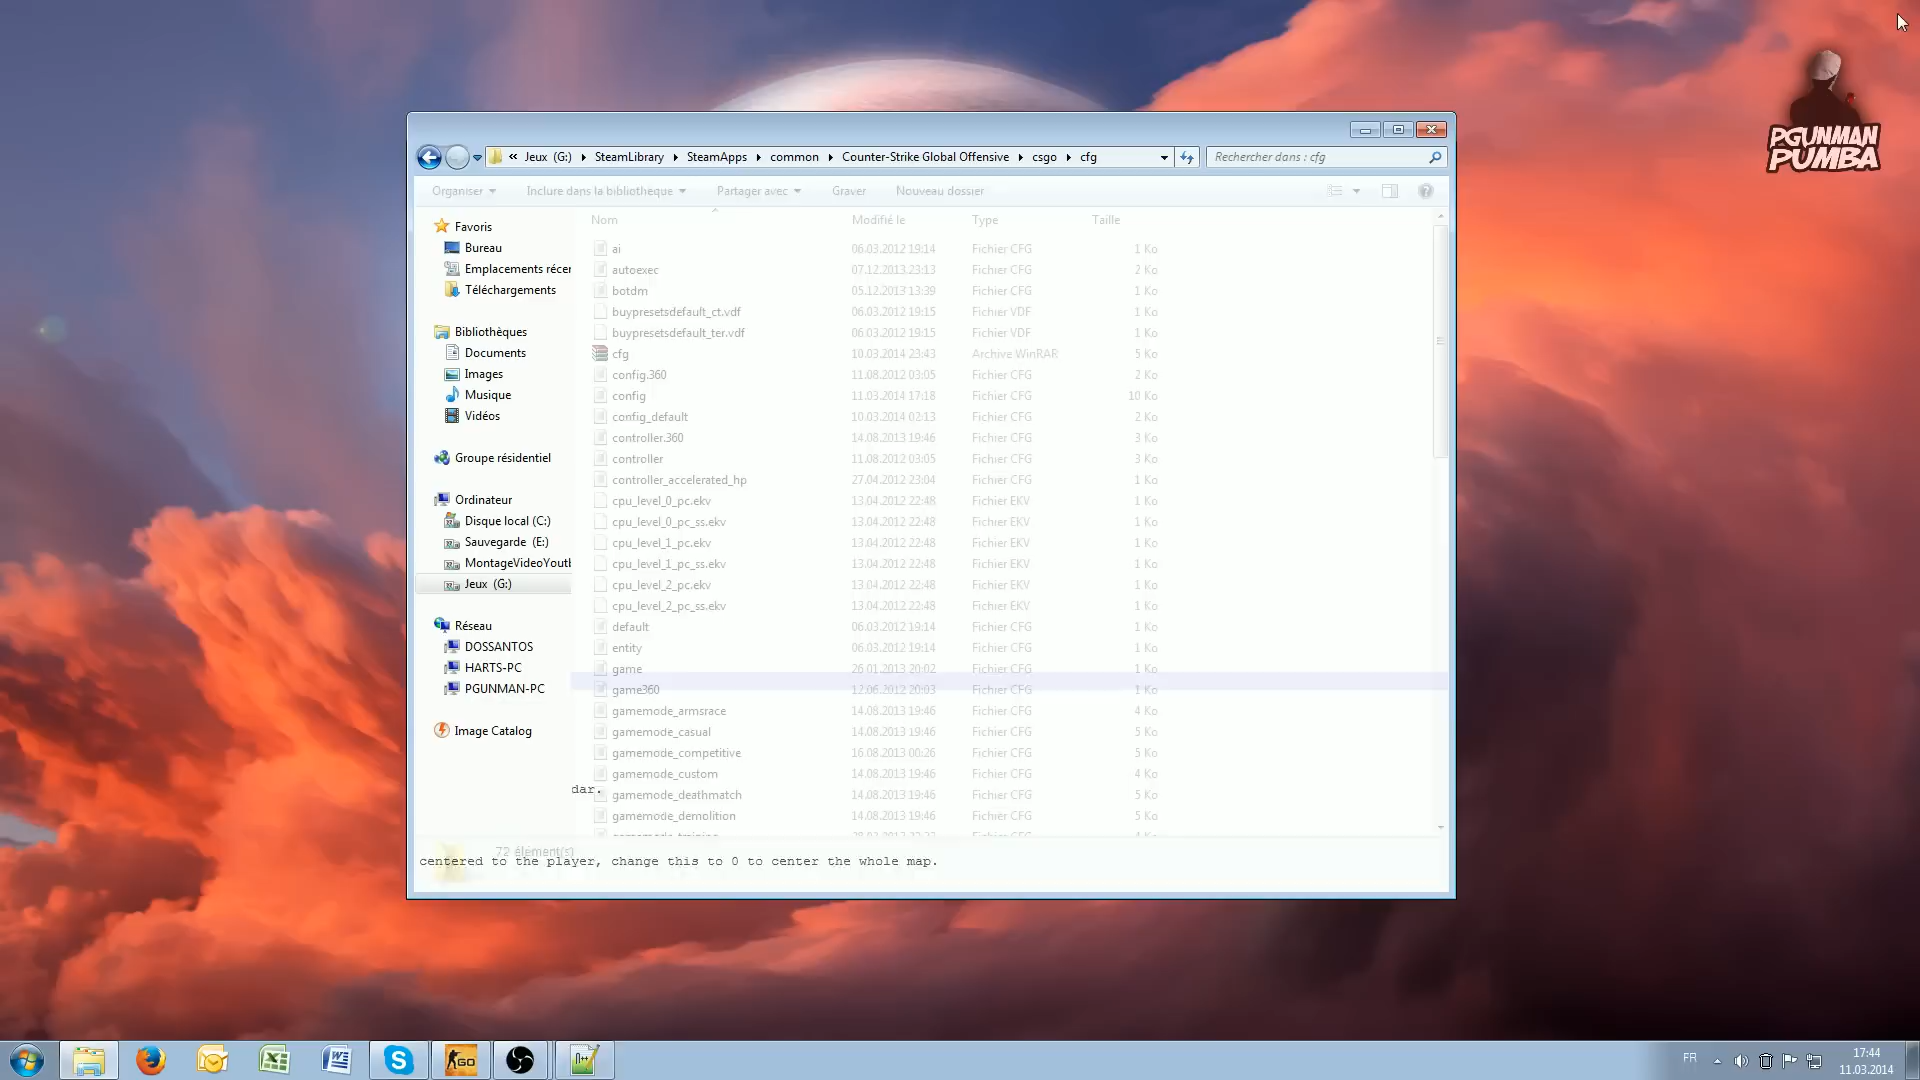 PGUNMAN
PUMBA
« Jeux (G:) SteamLibrary SteamApps common Counter-Strike Global Offensive csgo cfg
Rechercher dans : cfg
Organiser Inclure dans la bibliothèque Partager avec Graver Nouveau dossier
Nom Modifié le Type Taille
Favoris
Bureau
Emplacements récen
Téléchargements
Bibliothèques
Documents
Images
Musique
Vidéos
Groupe résidentiel
Ordinateur
Disque local (C:)
Sauvegarde (E:)
MontageVideoYoutb
Jeux (G:)
Réseau
DOSSANTOS
HARTS-PC
PGUNMAN-PC
Image Catalog
ai 06.03.2012 19:14 Fichier CFG 1 Ko
autoexec 07.12.2013 23:13 Fichier CFG 2 Ko
botdm 05.12.2013 13:39 Fichier CFG 1 Ko
buypresetsdefault_ct.vdf 06.03.2012 19:15 Fichier VDF 1 Ko
buypresetsdefault_ter.vdf 06.03.2012 19:15 Fichier VDF 1 Ko
cfg 10.03.2014 23:43 Archive WinRAR 5 Ko
config.360 11.08.2012 03:05 Fichier CFG 2 Ko
config 11.03.2014 17:18 Fichier CFG 10 Ko
config_default 10.03.2014 02:13 Fichier CFG 2 Ko
controller.360 14.08.2013 19:46 Fichier CFG 3 Ko
controller 11.08.2012 03:05 Fichier CFG 3 Ko
controller_accelerated_hp 27.04.2012 23:04 Fichier CFG 1 Ko
cpu_level_0_pc.ekv 13.04.2012 22:48 Fichier EKV 1 Ko
cpu_level_0_pc_ss.ekv 13.04.2012 22:48 Fichier EKV 1 Ko
cpu_level_1_pc.ekv 13.04.2012 22:48 Fichier EKV 1 Ko
cpu_level_1_pc_ss.ekv 13.04.2012 22:48 Fichier EKV 1 Ko
cpu_level_2_pc.ekv 13.04.2012 22:48 Fichier EKV 1 Ko
cpu_level_2_pc_ss.ekv 13.04.2012 22:48 Fichier EKV 1 Ko
default 06.03.2012 19:14 Fichier CFG 1 Ko
entity 06.03.2012 19:14 Fichier CFG 1 Ko
game 26.01.2013 20:02 Fichier CFG 1 Ko
game360 12.06.2012 20:03 Fichier CFG 1 Ko
gamemode_armsrace 14.08.2013 19:46 Fichier CFG 4 Ko
gamemode_casual 14.08.2013 19:46 Fichier CFG 5 Ko
gamemode_competitive 16.08.2013 00:26 Fichier CFG 5 Ko
gamemode_custom 14.08.2013 19:46 Fichier CFG 4 Ko
gamemode_deathmatch 14.08.2013 19:46 Fichier CFG 5 Ko
dar.
gamemode_demolition 14.08.2013 19:46 Fichier CFG 5 Ko
72 élément(s)
centered to the player, change this to 0 to center the whole map.
GO
FR
17:44
11.03.2014